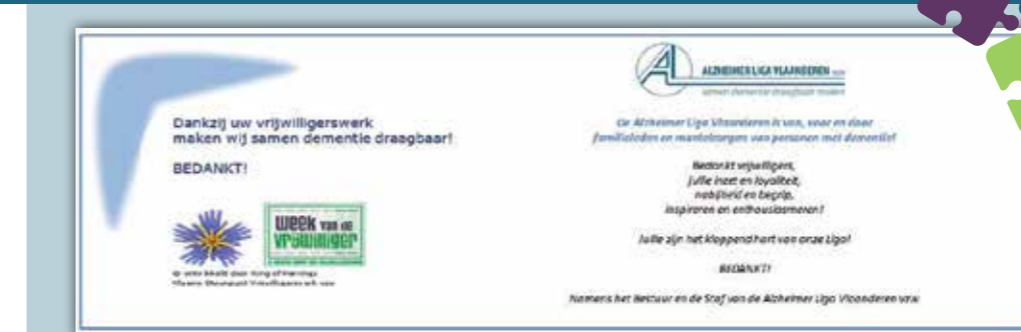 Dankzij uw vrijwilligerswerk
maken wij samen dementie draagbaar!
BEDANKT!
WEEK VAN DE
VRIJWILLIGER
ALZHEIMER LIGA VLAANDEREN vzw
samen dementie draagbaar maken
De Alzheimer Liga Vlaanderen is van, voor en door
familieleden en mantelzorgers van personen met dementie!
Bedankt vrijwilligers,
jullie inzet en loyaliteit,
nabijheid en begrip,
inspireren en enthousiasmeren!
Jullie zijn het kloppend hart van onze Liga!
BEDANKT!
Namens het Bestuur en de Staf van de Alzheimer Liga Vlaanderen vzw